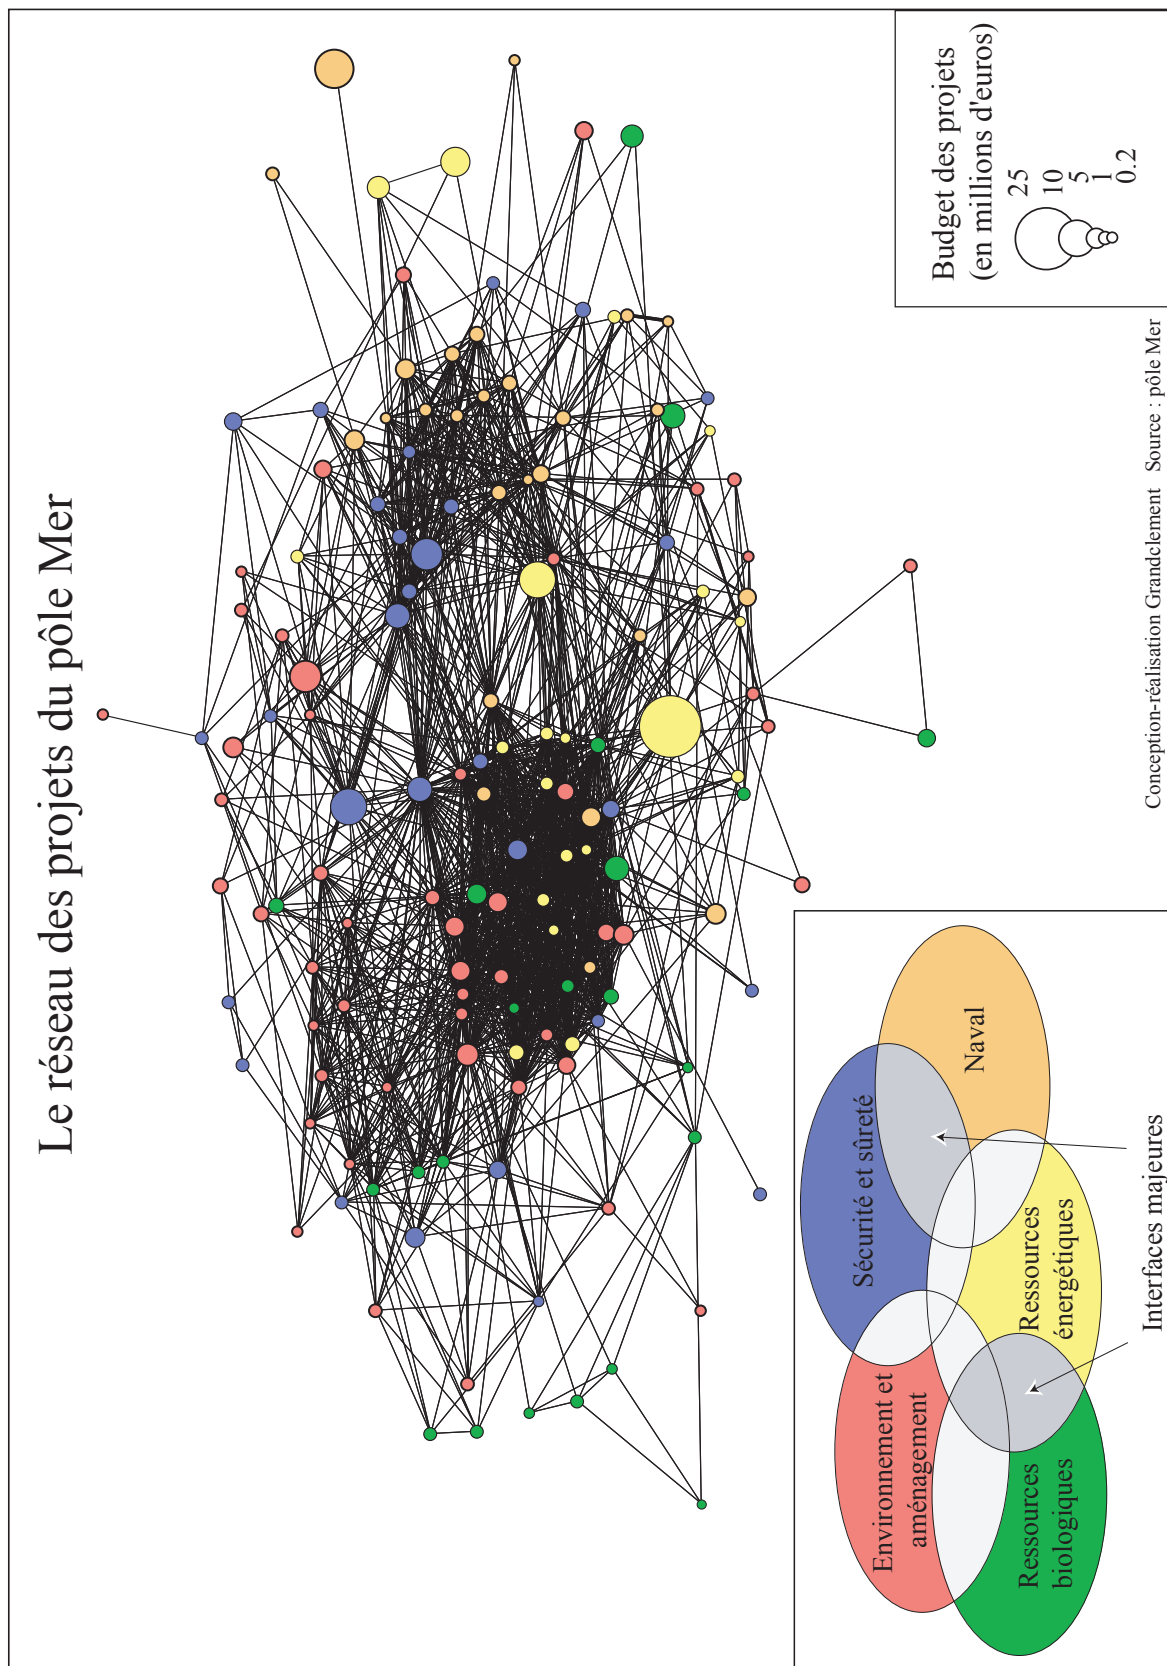 Le réseau des projets du pôle Mer
Budget des projets
(en millions d'euros)
25
10
5
1
0.2
Sécurité et sûreté
Naval
Environnement et
aménagement
Ressources
énergétiques
Ressources
biologiques
Interfaces majeures
Conception-réalisation Grandclement Source : pôle Mer